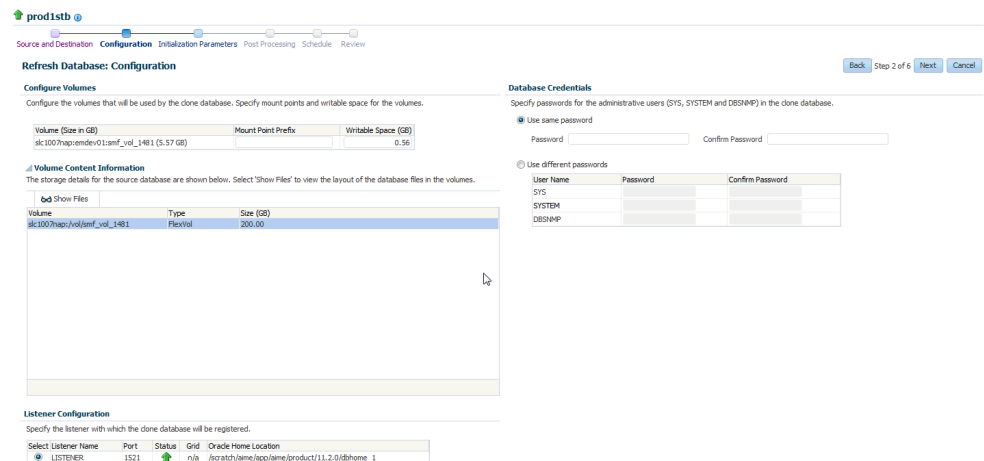 prod1stb
Source and Destination Configuration Initialization Parameters Post Processing Schedule Review
Refresh Database: Configuration
Back Step 2 of 6 Next Cancel
Configure Volumes
Configure the volumes that will be used by the clone database. Specify mount points and writable space for the volumes.
Volume (Size in GB) Mount Point Prefix Writable Space (GB)
slc1007nap:emdev01:smf_vol_1481 (5.57 GB) 0.56
Volume Content Information
The storage details for the source database are shown below. Select 'Show Files' to view the layout of the database files in the volumes.
Show Files
Volume Type Size (GB)
slc1007nap:/vol/smf_vol_1481 FlexVol 200.00
Listener Configuration
Specify the listener with which the clone database will be registered.
Select Listener Name Port Status Grid Oracle Home Location
LISTENER 1521 n/a /scratch/aime/app/aime/product/11.2.0/dbhome_1
Database Credentials
Specify passwords for the administrative users (SYS, SYSTEM and DBSNMP) in the clone database.
Use same password
Password Confirm Password
Use different passwords
User Name Password Confirm Password
SYS
SYSTEM
DBSNMP